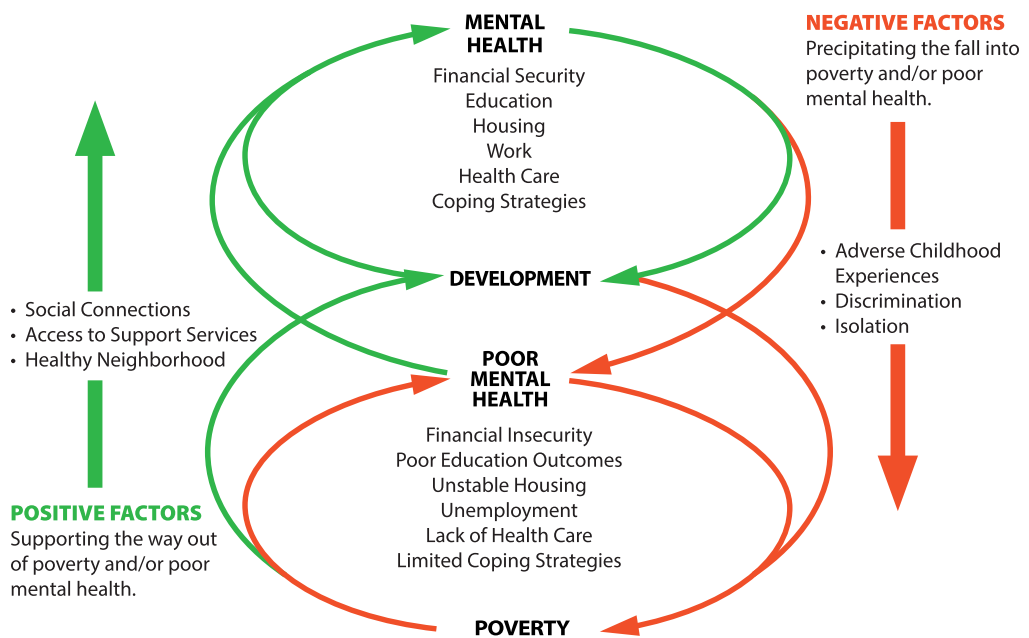 MENTAL
HEALTH
Financial Security
Education
Housing
Work
Health Care
Coping Strategies
NEGATIVE FACTORS
Precipitating the fall into
poverty and/or poor
mental health.
• Adverse Childhood
Experiences
• Discrimination
• Isolation
DEVELOPMENT
• Social Connections
• Access to Support Services
• Healthy Neighborhood
POOR
MENTAL
HEALTH
Financial Insecurity
Poor Education Outcomes
Unstable Housing
Unemployment
Lack of Health Care
Limited Coping Strategies
POSITIVE FACTORS
Supporting the way out
of poverty and/or poor
mental health.
POVERTY